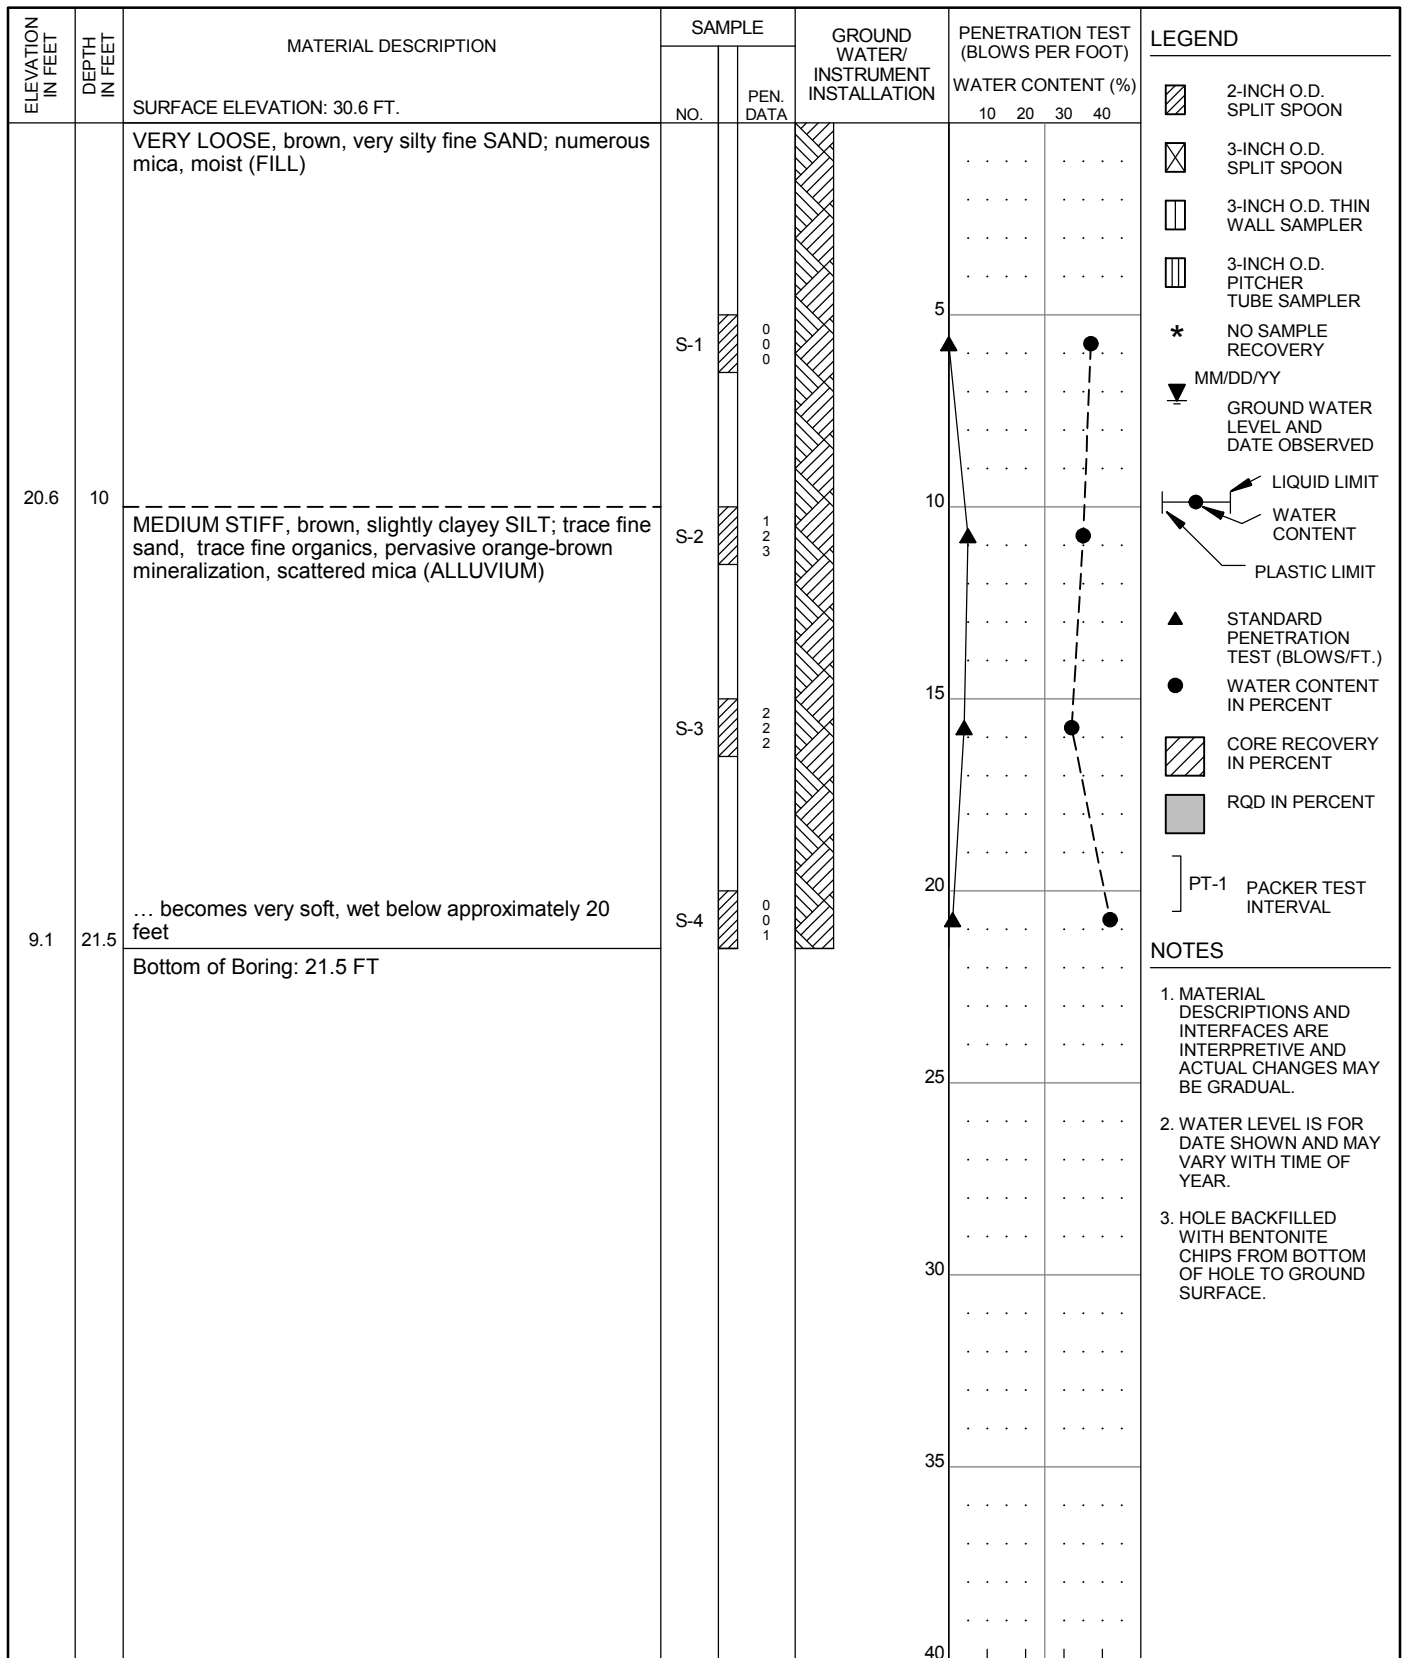 ELEVATION
IN FEET
DEPTH
IN FEET
MATERIAL DESCRIPTION
SURFACE ELEVATION: 30.6 FT.
SAMPLE
NO.
PEN.
DATA
GROUND
WATER/
INSTRUMENT
INSTALLATION
PENETRATION TEST
(BLOWS PER FOOT)
WATER CONTENT (%)
10 20 30 40
VERY LOOSE, brown, very silty fine SAND; numerous
mica, moist (FILL)
5
S-1
0
0
0
20.6 10
10
MEDIUM STIFF, brown, slightly clayey SILT; trace fine
sand, trace fine organics, pervasive orange-brown
mineralization, scattered mica (ALLUVIUM)
S-2
1
2
3
15
S-3
2
2
2
20
... becomes very soft, wet below approximately 20
feet
S-4
0
0
1
9.1 21.5
Bottom of Boring: 21.5 FT
25
30
35
40
LEGEND
2-INCH O.D.
SPLIT SPOON
3-INCH O.D.
SPLIT SPOON
3-INCH O.D. THIN
WALL SAMPLER
3-INCH O.D.
PITCHER
TUBE SAMPLER
* NO SAMPLE
RECOVERY
MM/DD/YY
GROUND WATER
LEVEL AND
DATE OBSERVED
LIQUID LIMIT
WATER
CONTENT
PLASTIC LIMIT
STANDARD
PENETRATION
TEST (BLOWS/FT.)
WATER CONTENT
IN PERCENT
CORE RECOVERY
IN PERCENT
RQD IN PERCENT
PT-1 PACKER TEST
INTERVAL
NOTES
1. MATERIAL
DESCRIPTIONS AND
INTERFACES ARE
INTERPRETIVE AND
ACTUAL CHANGES MAY
BE GRADUAL.
2. WATER LEVEL IS FOR
DATE SHOWN AND MAY
VARY WITH TIME OF
YEAR.
3. HOLE BACKFILLED
WITH BENTONITE
CHIPS FROM BOTTOM
OF HOLE TO GROUND
SURFACE.